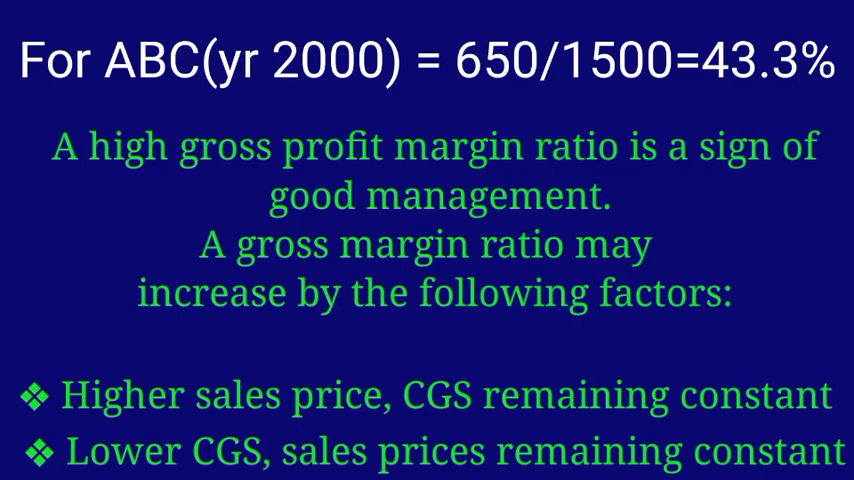 For ABC(yr 2000) = 650/1500=43.3%
A high gross profit margin ratio is a sign of
good management.
A gross margin ratio may
increase by the following factors:
❖ Higher sales price, CGS remaining constant
❖ Lower CGS, sales prices remaining constant